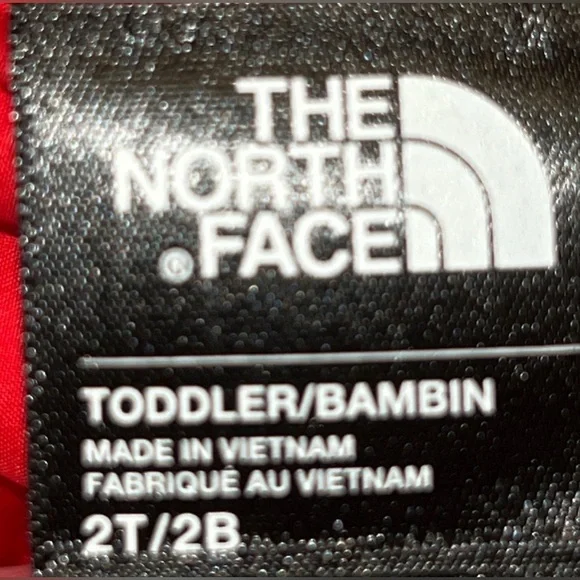 THE
NORTH
©FACE
TODDLER/BAMBIN
MADE IN VIETNAM
FABRIQUÉ AU VIETNAM
2T/2B